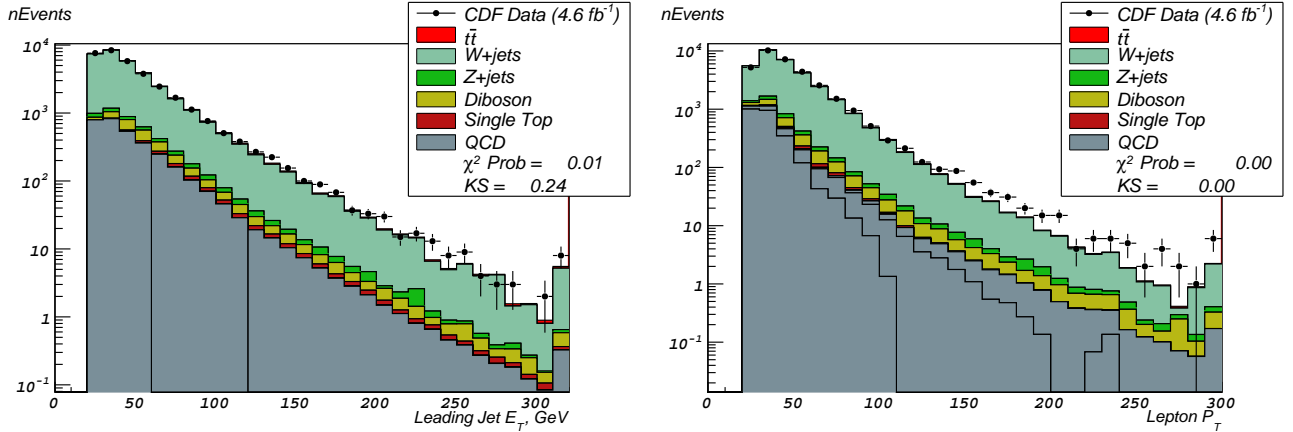 nEvents
CDF Data (4.6 fb⁻¹)
tt̄
W+jets
Z+jets
Diboson
Single Top
QCD
χ² Prob = 0.01
KS = 0.24
10⁴
10³
10²
10
1
10⁻¹
0 50 100 150 200 250 300
Leading Jet E_T, GeV
nEvents
CDF Data (4.6 fb⁻¹)
tt̄
W+jets
Z+jets
Diboson
Single Top
QCD
χ² Prob = 0.00
KS = 0.00
10⁴
10³
10²
10
1
10⁻¹
0 50 100 150 200 250 300
Lepton P_T